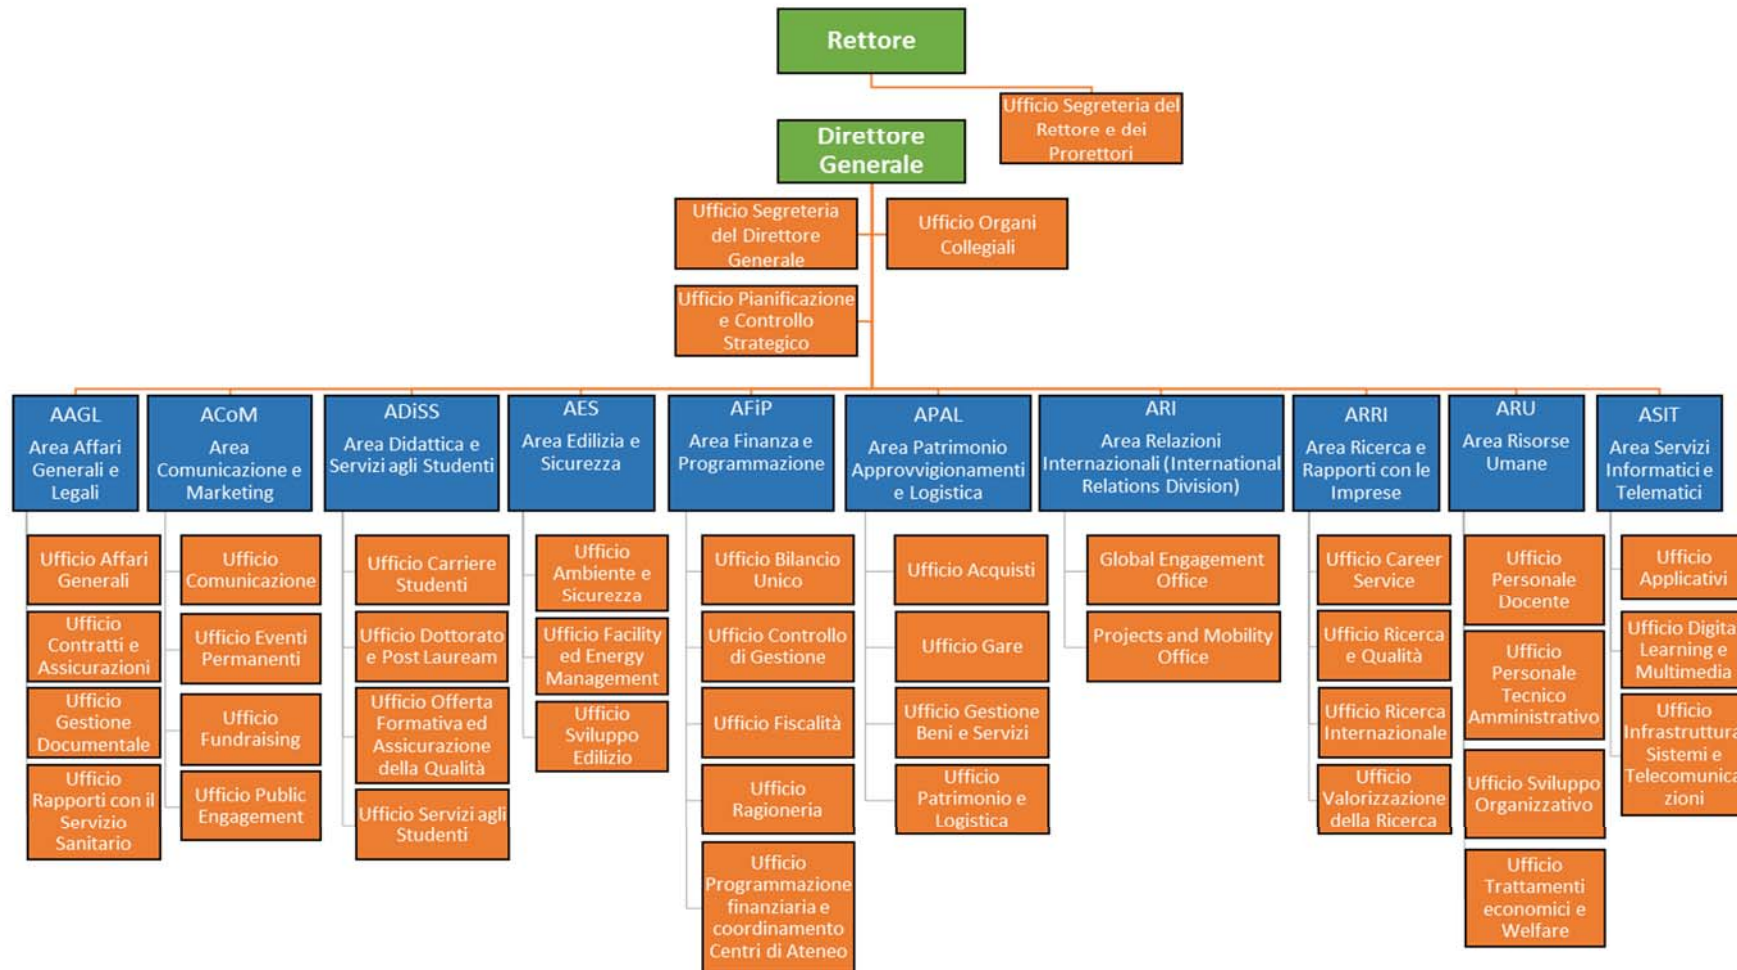 Rettore
Ufficio Segreteria del
Rettore e dei
Prorettori
Direttore
Generale
Ufficio Segreteria
del Direttore
Generale
Ufficio Organi
Collegiali
Ufficio Pianificazione
e Controllo
Strategico
AAGL
Area Affari
Generali e
Legali
ACoM
Area
Comunicazione e
Marketing
ADiSS
Area Didattica e
Servizi agli Studenti
AES
Area Edilizia e
Sicurezza
AFiP
Area Finanza e
Programmazione
APAL
Area Patrimonio
Approvvigionamenti
e Logistica
ARI
Area Relazioni
Internazionali (International
Relations Division)
ARRI
Area Ricerca e
Rapporti con le
Imprese
ARU
Area Risorse
Umane
ASIT
Area Servizi
Informatici e
Telematici
Ufficio Affari
Generali
Ufficio
Contratti e
Assicurazioni
Ufficio
Gestione
Documentale
Ufficio
Rapporti con il
Servizio
Sanitario
Ufficio
Comunicazione
Ufficio Eventi
Permanenti
Ufficio
Fundraising
Ufficio Public
Engagement
Ufficio Carriere
Studenti
Ufficio Dottorato
e Post Lauream
Ufficio Offerta
Formativa ed
Assicurazione
della Qualità
Ufficio Servizi agli
Studenti
Ufficio
Ambiente e
Sicurezza
Ufficio Facility
ed Energy
Management
Ufficio
Sviluppo
Edilizio
Ufficio Bilancio
Unico
Ufficio Controllo
di Gestione
Ufficio Fiscalità
Ufficio
Ragioneria
Ufficio
Programmazione
finanziaria e
coordinamento
Centri di Ateneo
Ufficio Acquisti
Ufficio Gare
Ufficio Gestione
Beni e Servizi
Ufficio
Patrimonio e
Logistica
Global Engagement
Office
Projects and Mobility
Office
Ufficio Career
Service
Ufficio Ricerca
e Qualità
Ufficio Ricerca
Internazionale
Ufficio
Valorizzazione
della Ricerca
Ufficio
Personale
Docente
Ufficio
Personale
Tecnico
Amministrativo
Ufficio Sviluppo
Organizzativo
Ufficio
Trattamenti
economici e
Welfare
Ufficio
Applicativi
Ufficio Digital
Learning e
Multimedia
Ufficio
Infrastruttura
Sistemi e
Telecomunica
zioni